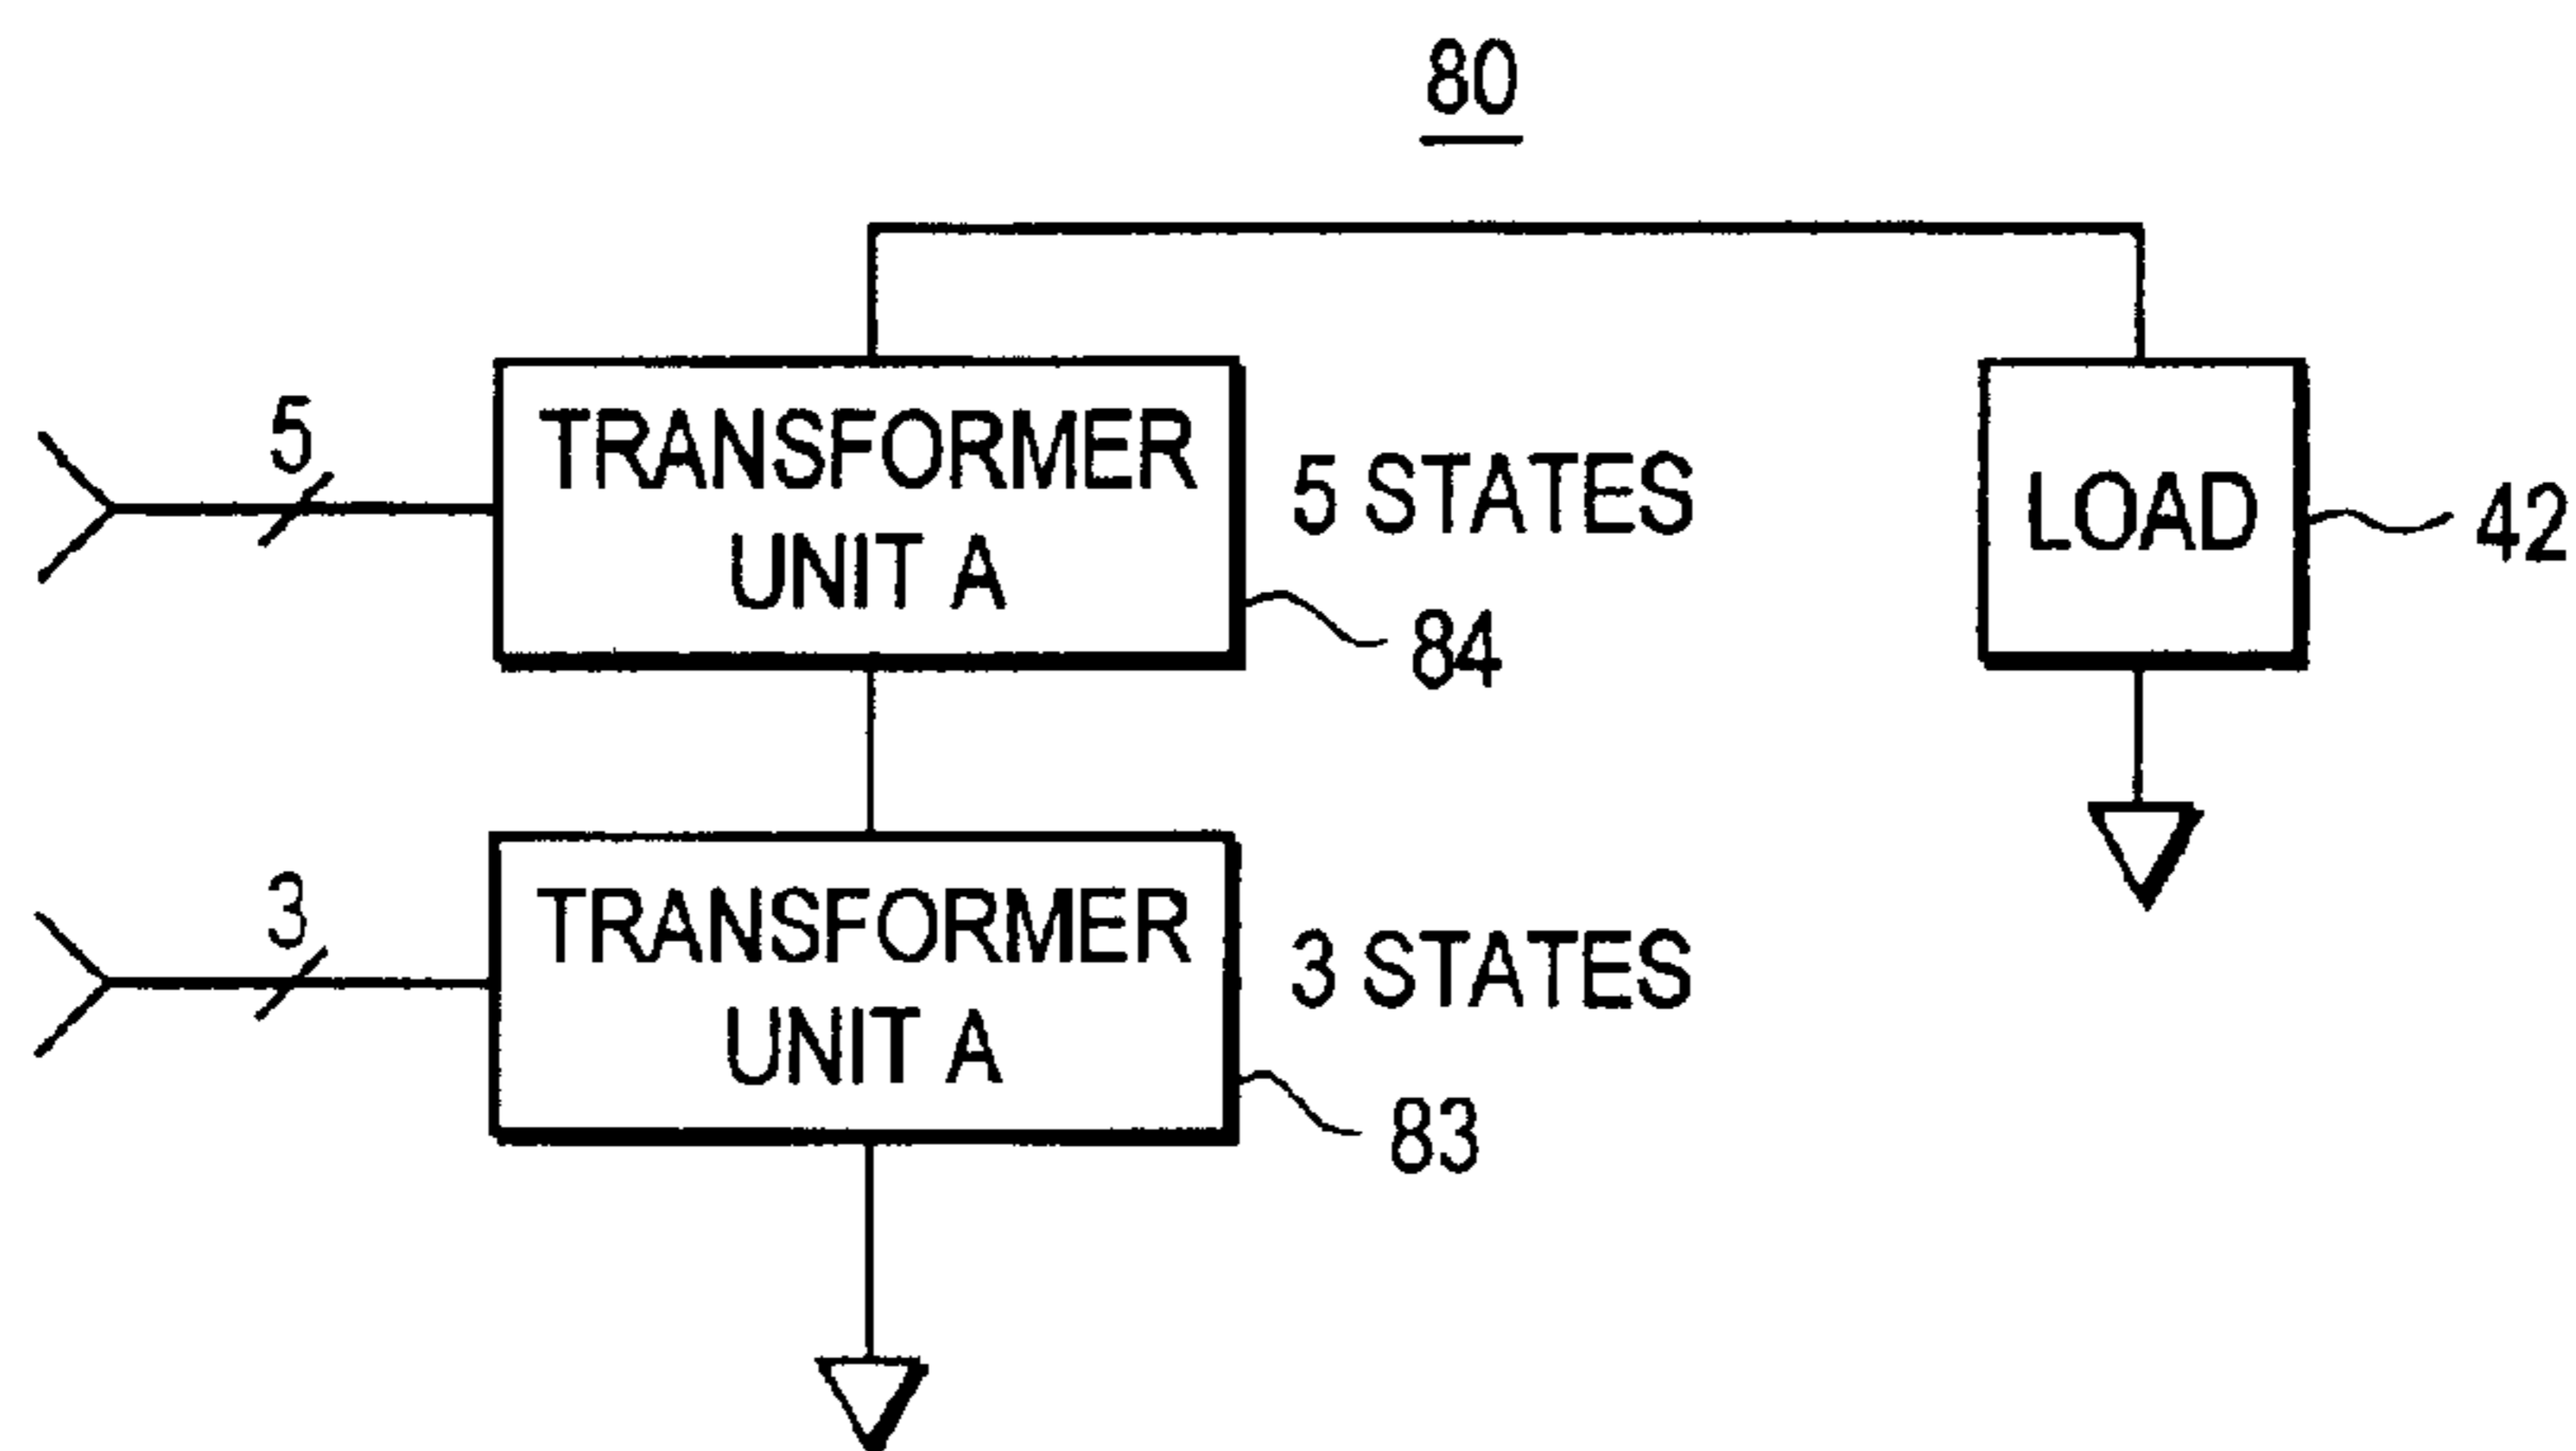 80
5
TRANSFORMER
UNIT A
5 STATES
84
LOAD
42
3
TRANSFORMER
UNIT A
3 STATES
83